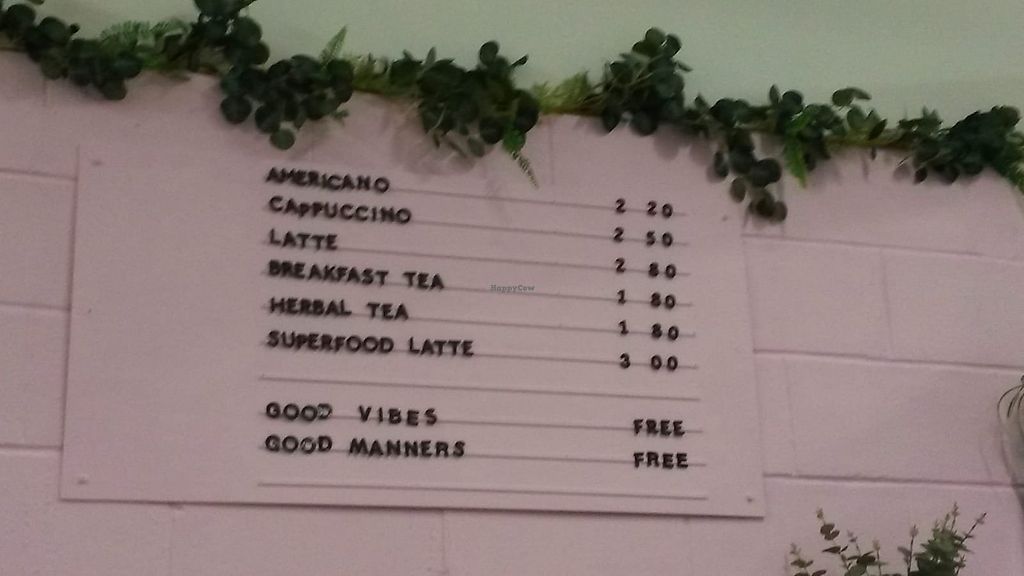 AMERICANO 2 20
CAPPUCCINO 2 50
LATTE 2 80
BREAKFAST TEA 1 80
HERBAL TEA 1 80
SUPERFOOD LATTE 3 00
GOOD VIBES FREE
GOOD MANNERS FREE
HappyCow